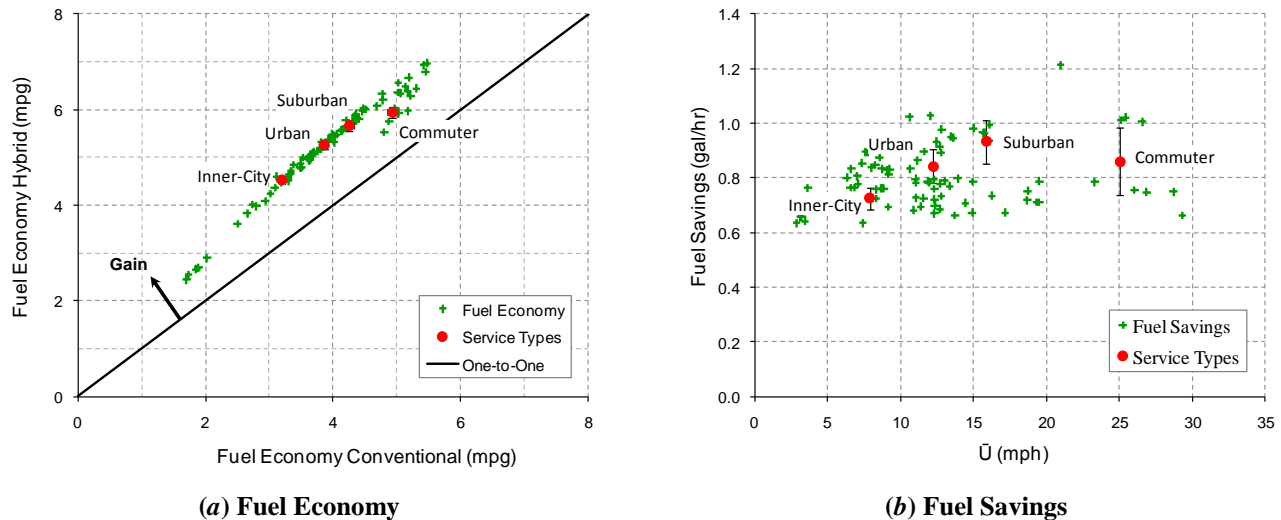 8
6
4
2
0
0
2
4
6
8
Fuel Economy Hybrid (mpg)
Fuel Economy Conventional (mpg)
Suburban
Urban
Commuter
Inner-City
Gain
Fuel Economy
Service Types
One-to-One
(a) Fuel Economy
1.4
1.2
1.0
0.8
0.6
0.4
0.2
0.0
0
5
10
15
20
25
30
35
Fuel Savings (gal/hr)
Ū (mph)
Urban
Suburban
Commuter
Inner-City
Fuel Savings
Service Types
(b) Fuel Savings